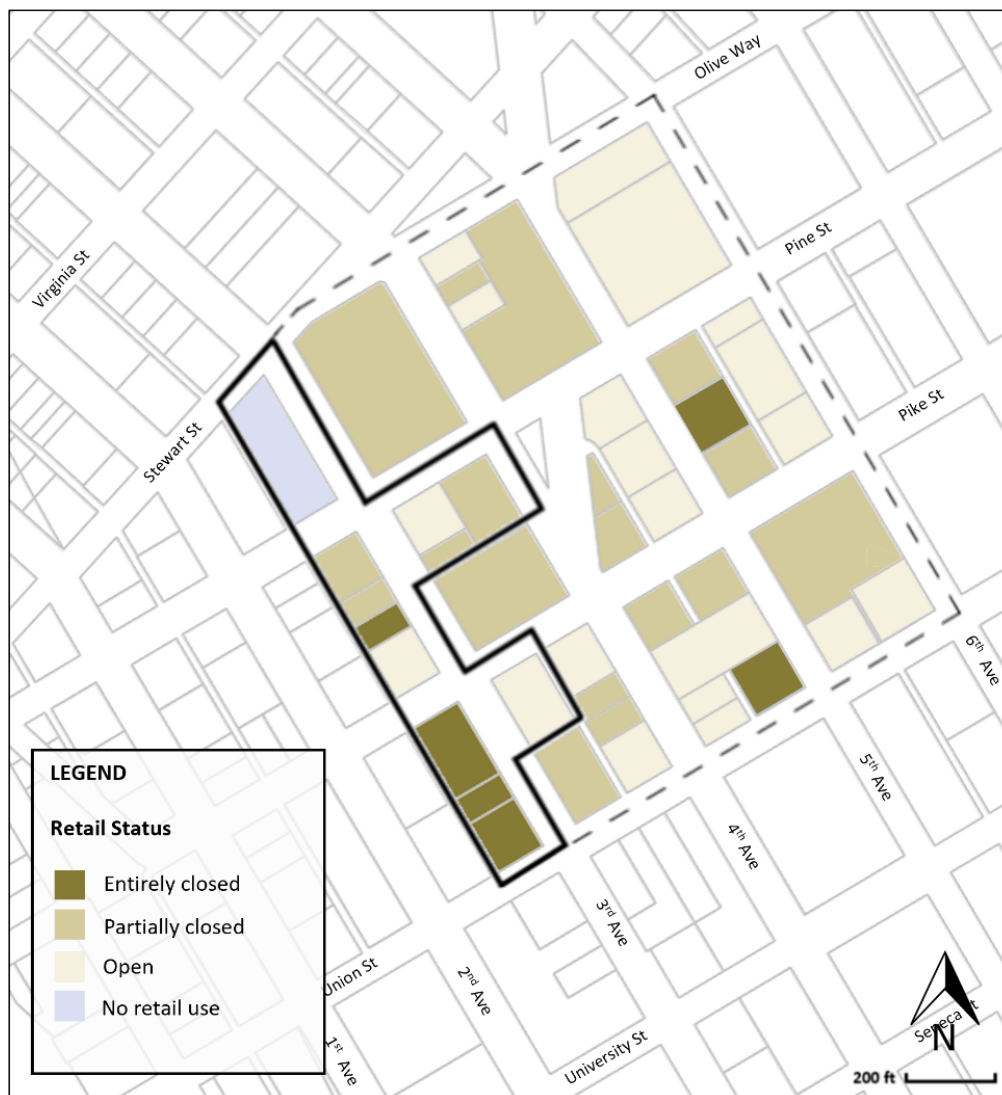 Olive Way
Pine St
Virginia St
Pike St
Stewart St
6th Ave
5th Ave
4th Ave
3rd Ave
2nd Ave
1st Ave
Union St
University St
Seneca St
LEGEND
Retail Status
Entirely closed
Partially closed
Open
No retail use
N
200 ft